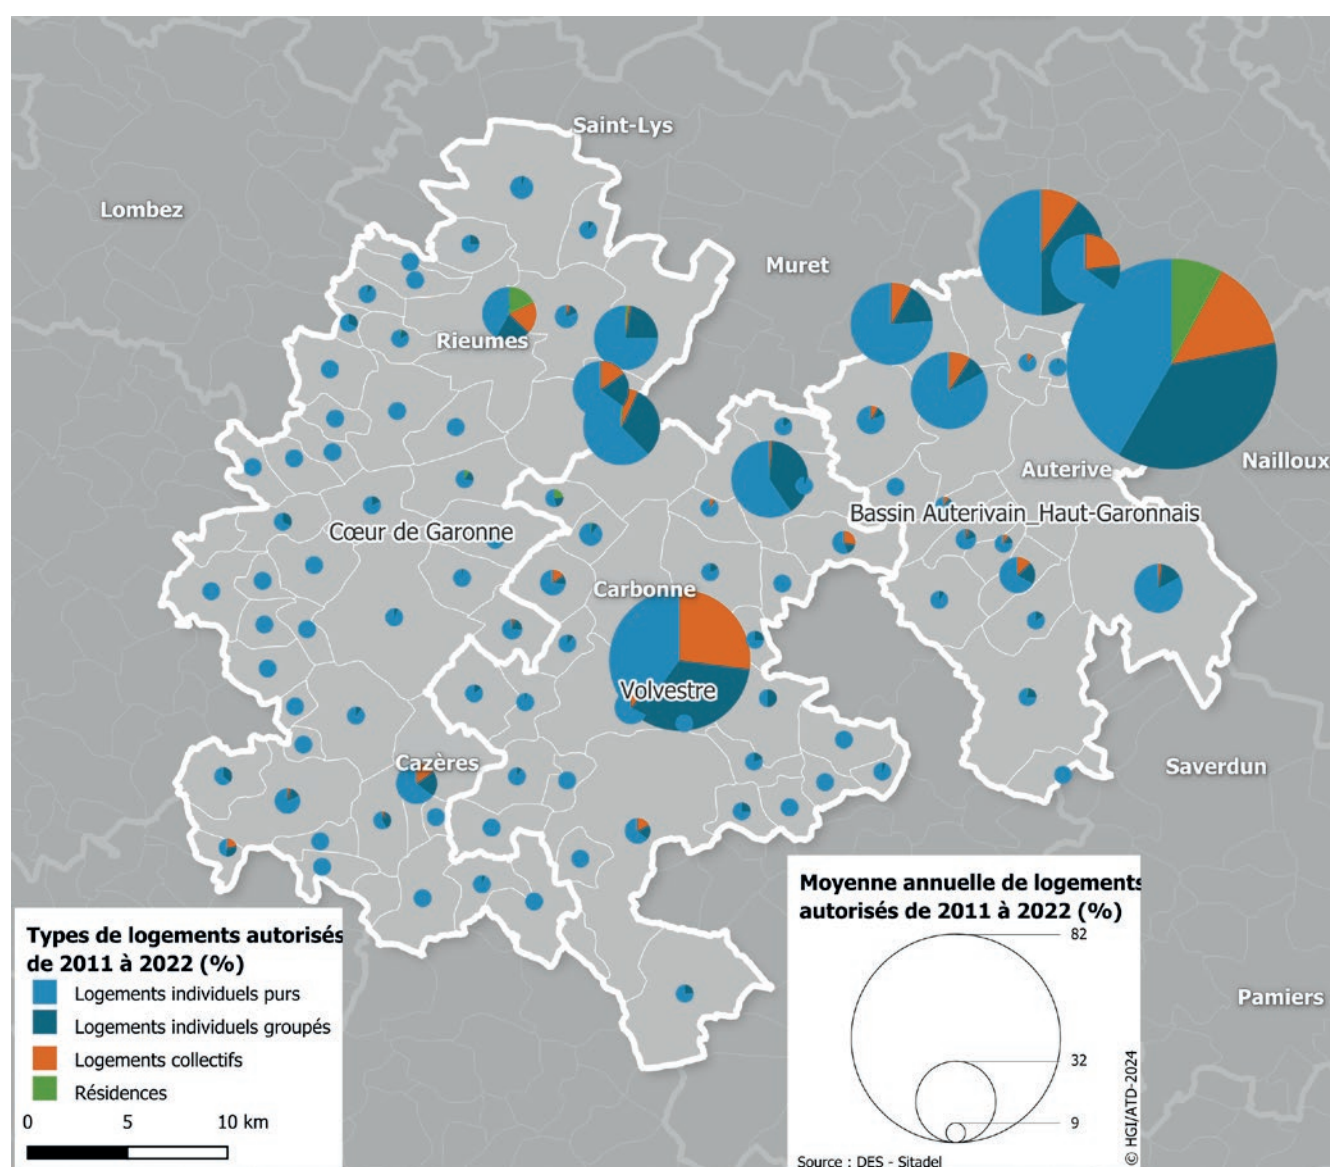 Saint-Lys
Lombez
Muret
Rieumes
Auterive
Nailloux
Bassin Auterivain_Haut-Garonnais
Cœur de Garonne
Carbonne
Volvestre
Cazères
Saverdun
Pamiers
Types de logements autorisés
de 2011 à 2022 (%)
Logements individuels purs
Logements individuels groupés
Logements collectifs
Résidences
0 5 10 km
Moyenne annuelle de logements
autorisés de 2011 à 2022 (%)
82
32
9
Source : DES - Sitadel
© HGI/ATD-2024